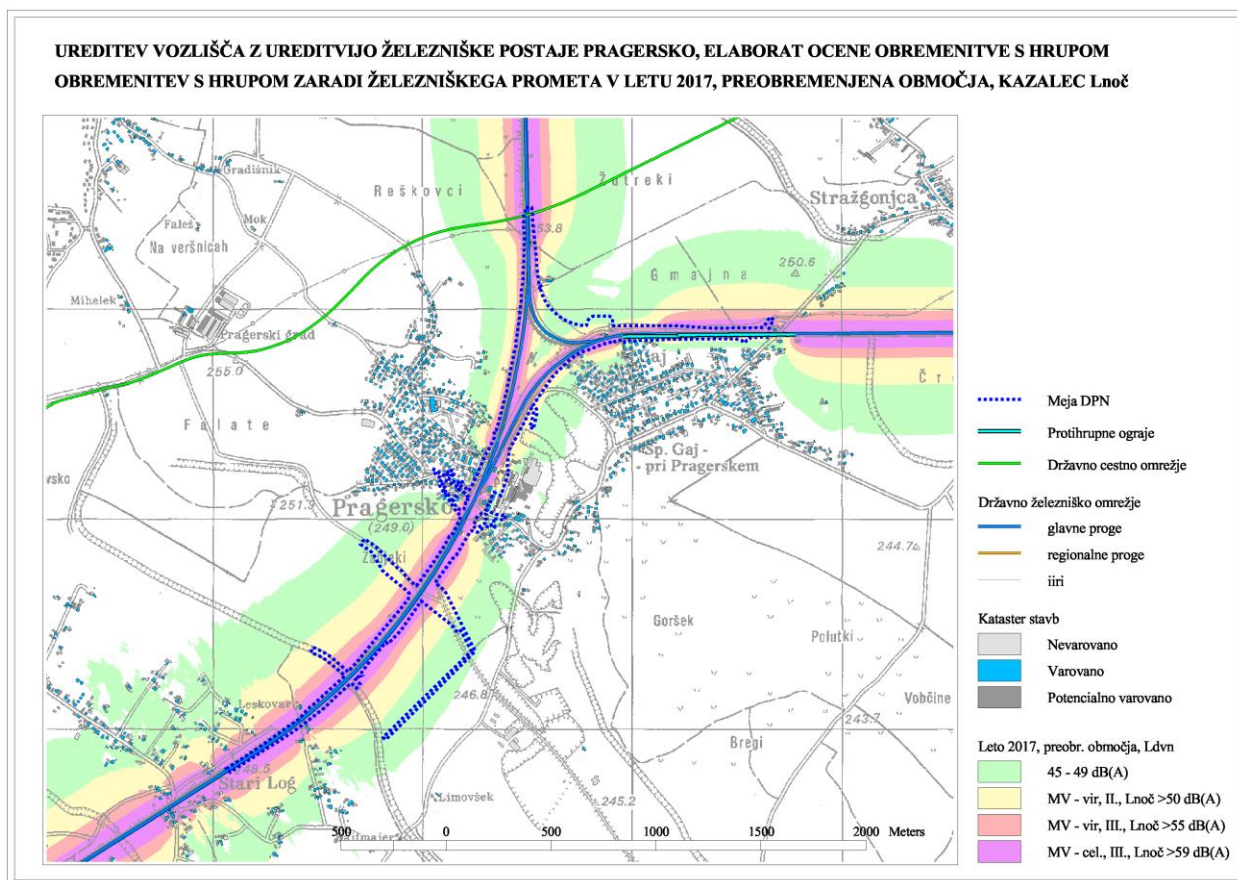 UREDITEV VOZLIŠČA Z UREDITVIJO ŽELEZNIŠKE POSTAJE PRAGERSKO, ELABORAT OCENE OBREMENITVE S HRUPOM
OBREMENITEV S HRUPOM ZARADI ŽELEZNIŠKEGA PROMETA V LETU 2017, PREOBREMENJENA OBMOČJA, KAZALEC Lnoč
Gradišnik
Reškovci
Žutreki
Stražgonjca
Falež
Mok
Na veršnicah
253.8
Gmajna
250.6
Mihelek
Pragerski grad
255.0
Gaj
Falate
Sp. Gaj -
- pri Pragerskem
251.9
Pragersko
(249.0)
244.7
Goršek
Polutki
Leskovar
246.8
Vobčine
243.7
Bregi
248.5
Stari Log
Limovšek
245.2
500 0 500 1000 1500 2000 Meters
Meja DPN
Protihrupne ograje
Državno cestno omrežje
Državno železniško omrežje
glavne proge
regionalne proge
iiri
Kataster stavb
Nevarovano
Varovano
Potencialno varovano
Leto 2017, preobr. območja, Ldvn
45 - 49 dB(A)
MV - vir, II., Lnoč >50 dB(A)
MV - vir, III., Lnoč >55 dB(A)
MV - cel., III., Lnoč >59 dB(A)